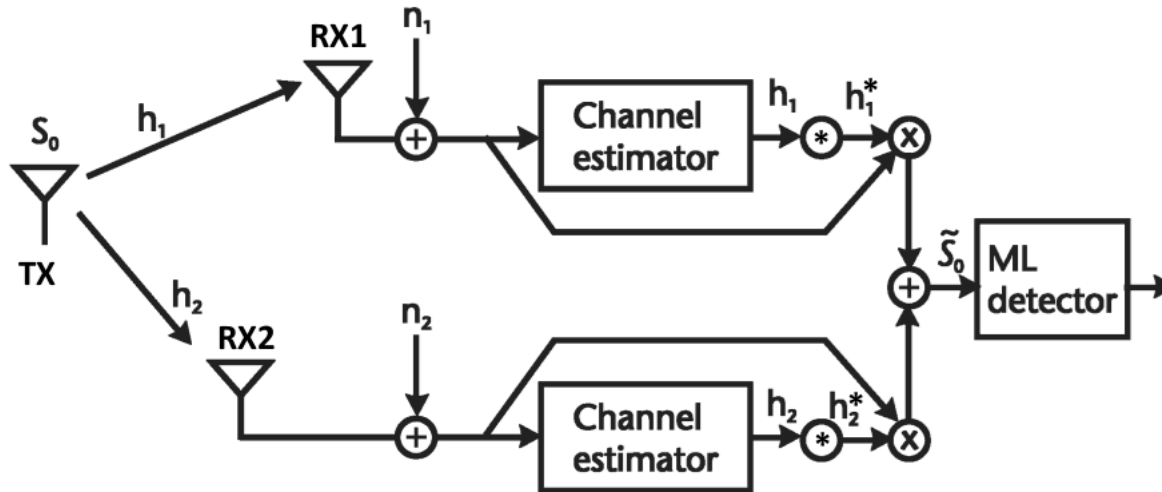 n₁
RX1
S₀
h₁
Channel
estimator
h₁
*
h₁*
x
+
TX
h₂
S̃₀
ML
detector
+
RX2
n₂
Channel
estimator
h₂
*
h₂*
x
+